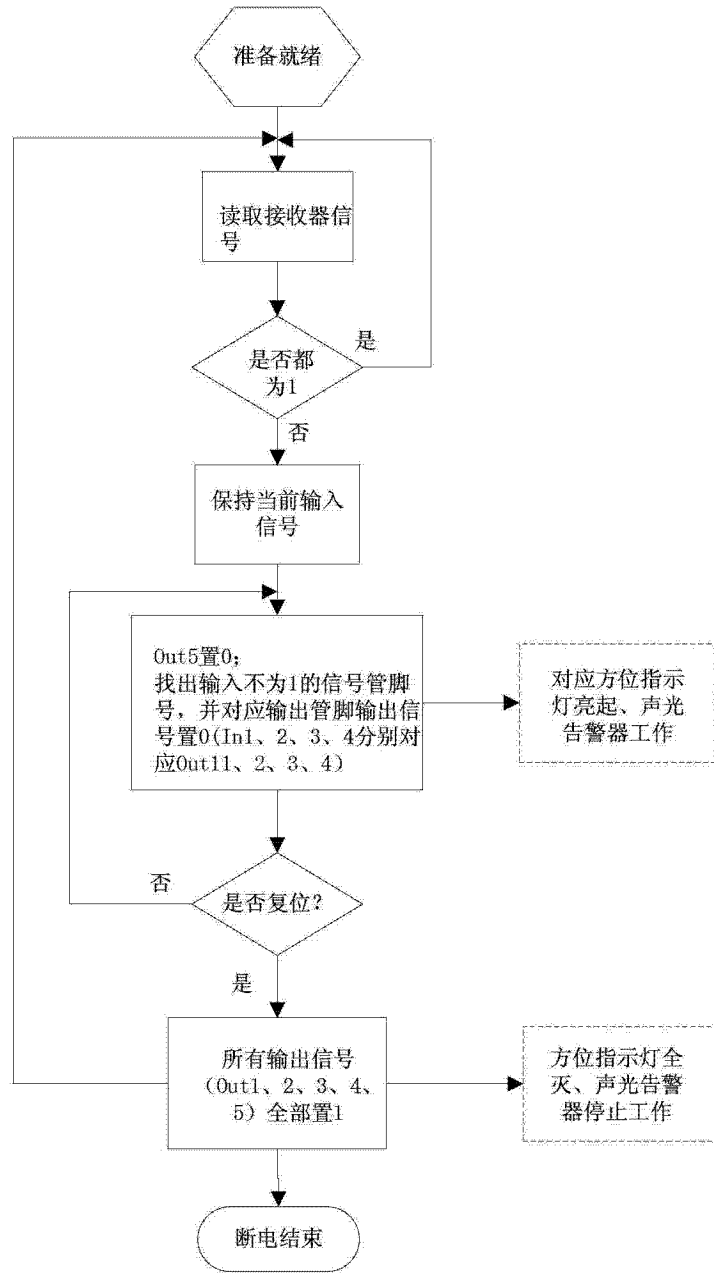 准备就绪
读取接收器信
号
是否都
为1
是
否
保持当前输入
信号
Out5置0;
找出输入不为1的信号管脚
号，并对应输出管脚输出信
号置0(In1、2、3、4分别对
应Out11、2、3、4)
对应方位指示
灯亮起、声光
告警器工作
是否复位?
否
是
所有输出信号
（Out1、2、3、4、
5）全部置1
方位指示灯全
灭、声光告警
器停止工作
断电结束